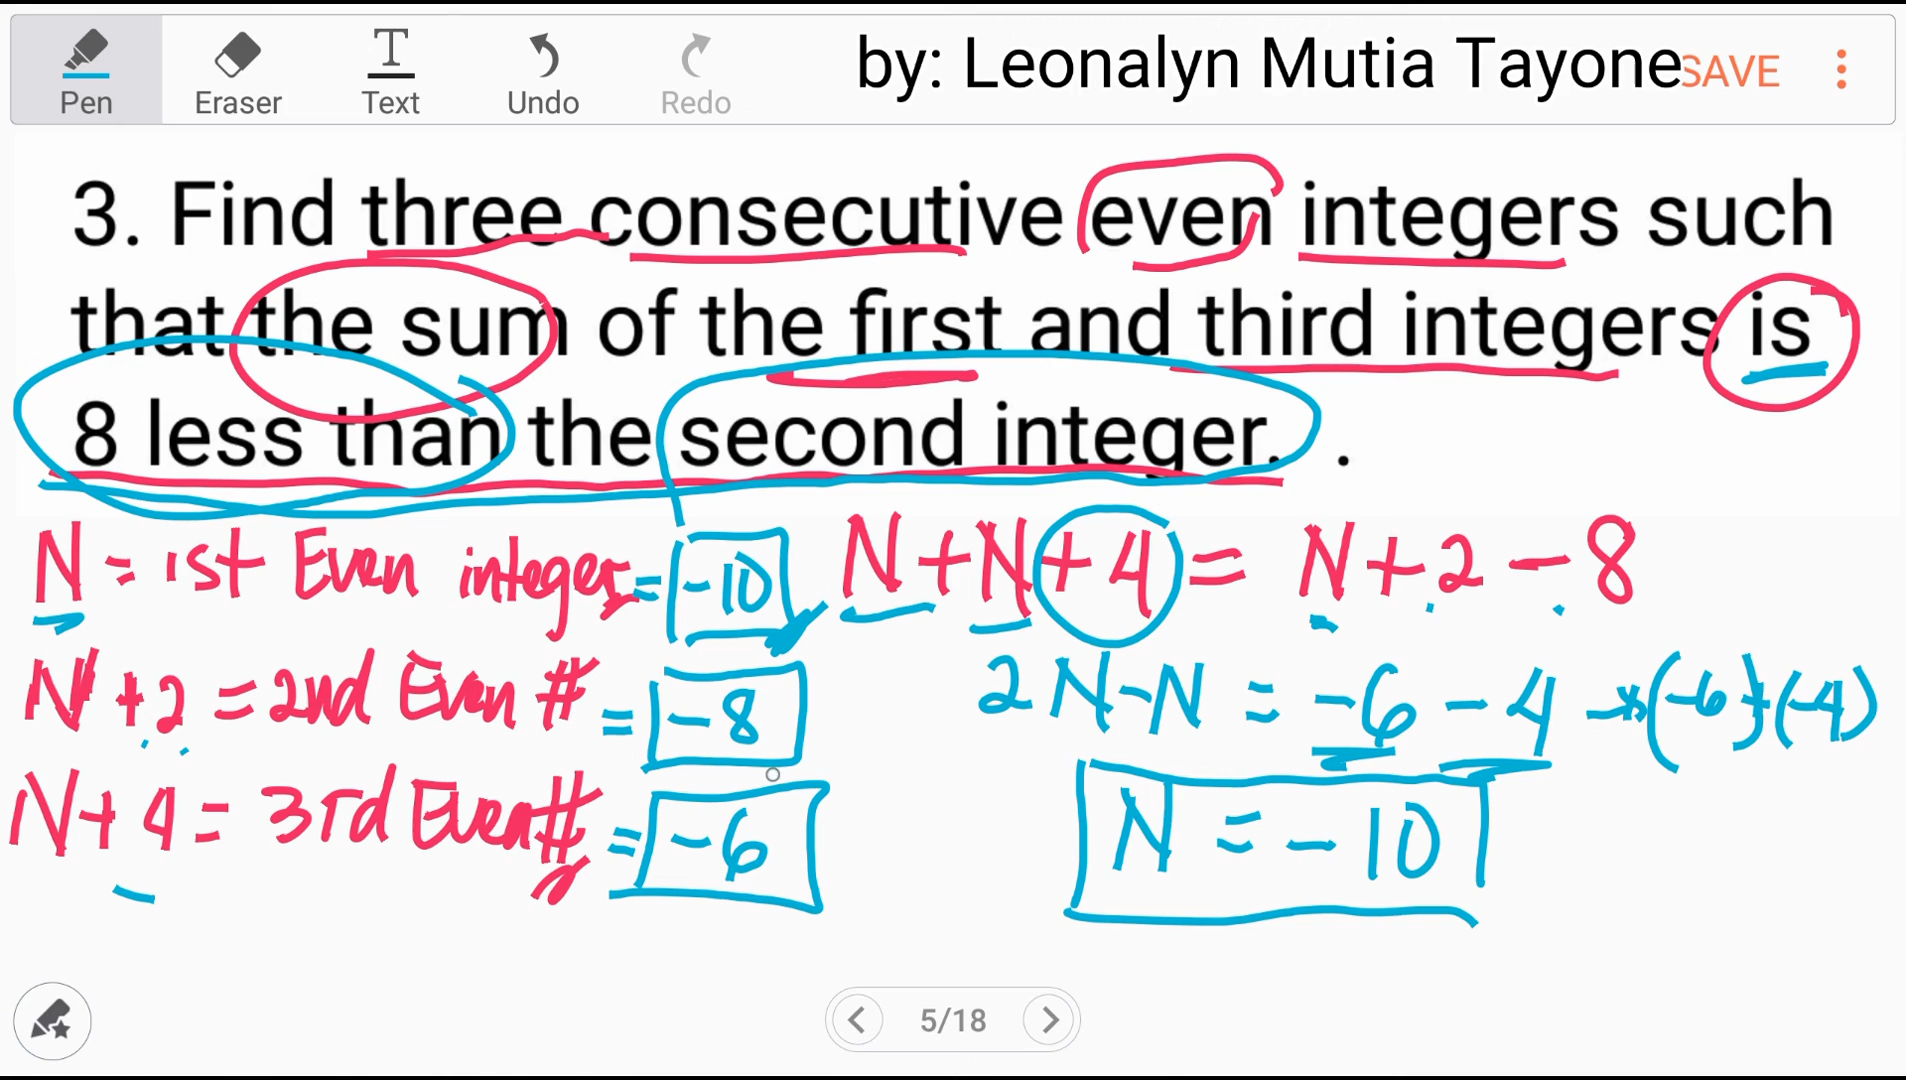 Pen Eraser Text Undo Redo by: Leonalyn Mutia Tayone SAVE
3. Find three consecutive even integers such
that the sum of the first and third integers is
8 less than the second integer. .
N = 1st Even integer = -10
N + N + 4 = N + 2 - 8
N + 2 = 2nd Even # = -8
2N - N = -6 - 4 → (-6) + (-4)
N + 4 = 3rd Even # = -6
N = -10
5/18